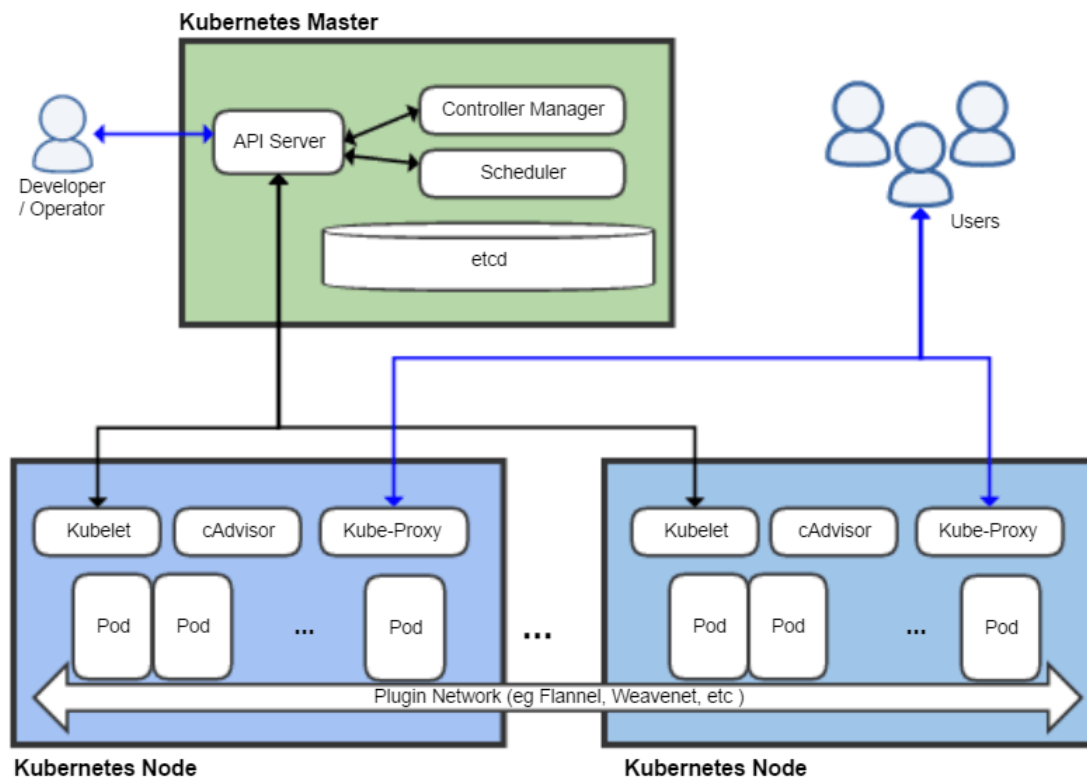 Kubernetes Master
API Server
Controller Manager
Scheduler
etcd
Developer
/ Operator
Users
Kubelet
cAdvisor
Kube-Proxy
Pod
Pod
...
Pod
...
Kubelet
cAdvisor
Kube-Proxy
Pod
Pod
...
Pod
Plugin Network (eg Flannel, Weavenet, etc )
Kubernetes Node
Kubernetes Node